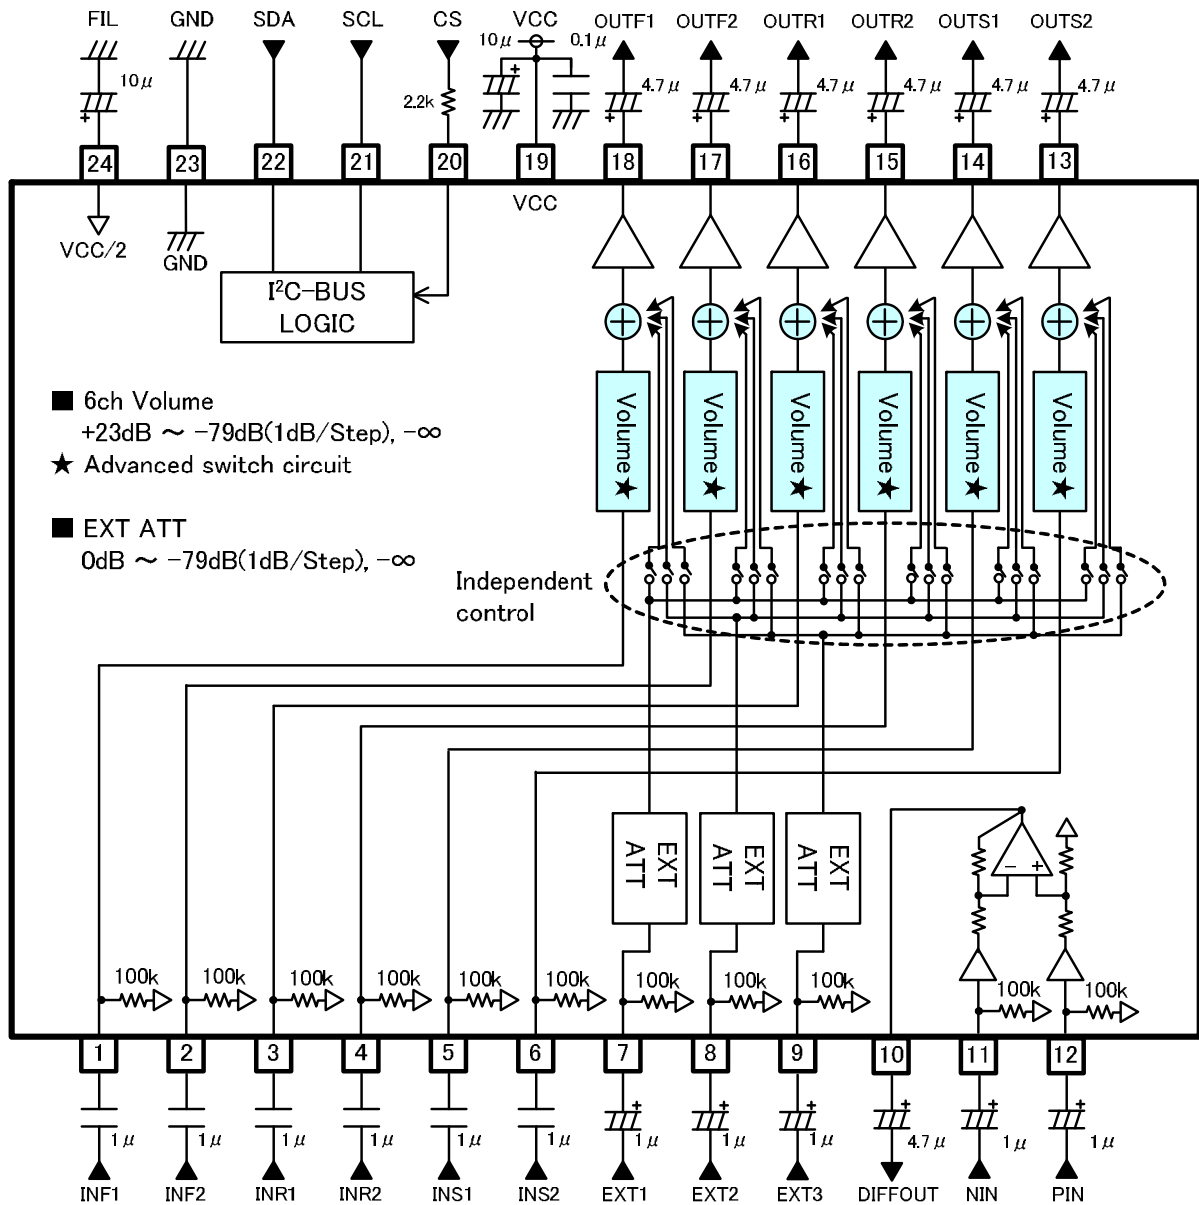 FIL GND SDA SCL CS VCC OUTF1 OUTF2 OUTR1 OUTR2 OUTS1 OUTS2
10μ 0.1μ
10μ 2.2k 4.7μ 4.7μ 4.7μ 4.7μ 4.7μ 4.7μ
+ + + + + + + +
24 23 22 21 20 19 18 17 16 15 14 13
VCC
VCC/2 GND
I²C-BUS
LOGIC
+ + + + + +
■ 6ch Volume
+23dB ~ -79dB(1dB/Step), -∞
★ Advanced switch circuit
Volume★ Volume★ Volume★ Volume★ Volume★ Volume★
■ EXT ATT
0dB ~ -79dB(1dB/Step), -∞
Independent
control
EXT
ATT
EXT
ATT
EXT
ATT
- +
100k 100k 100k 100k 100k 100k 100k 100k 100k 100k 100k
1 2 3 4 5 6 7 8 9 10 11 12
+ + + + + +
1μ 1μ 1μ 1μ 1μ 1μ 1μ 1μ 1μ 4.7μ 1μ 1μ
INF1 INF2 INR1 INR2 INS1 INS2 EXT1 EXT2 EXT3 DIFFOUT NIN PIN